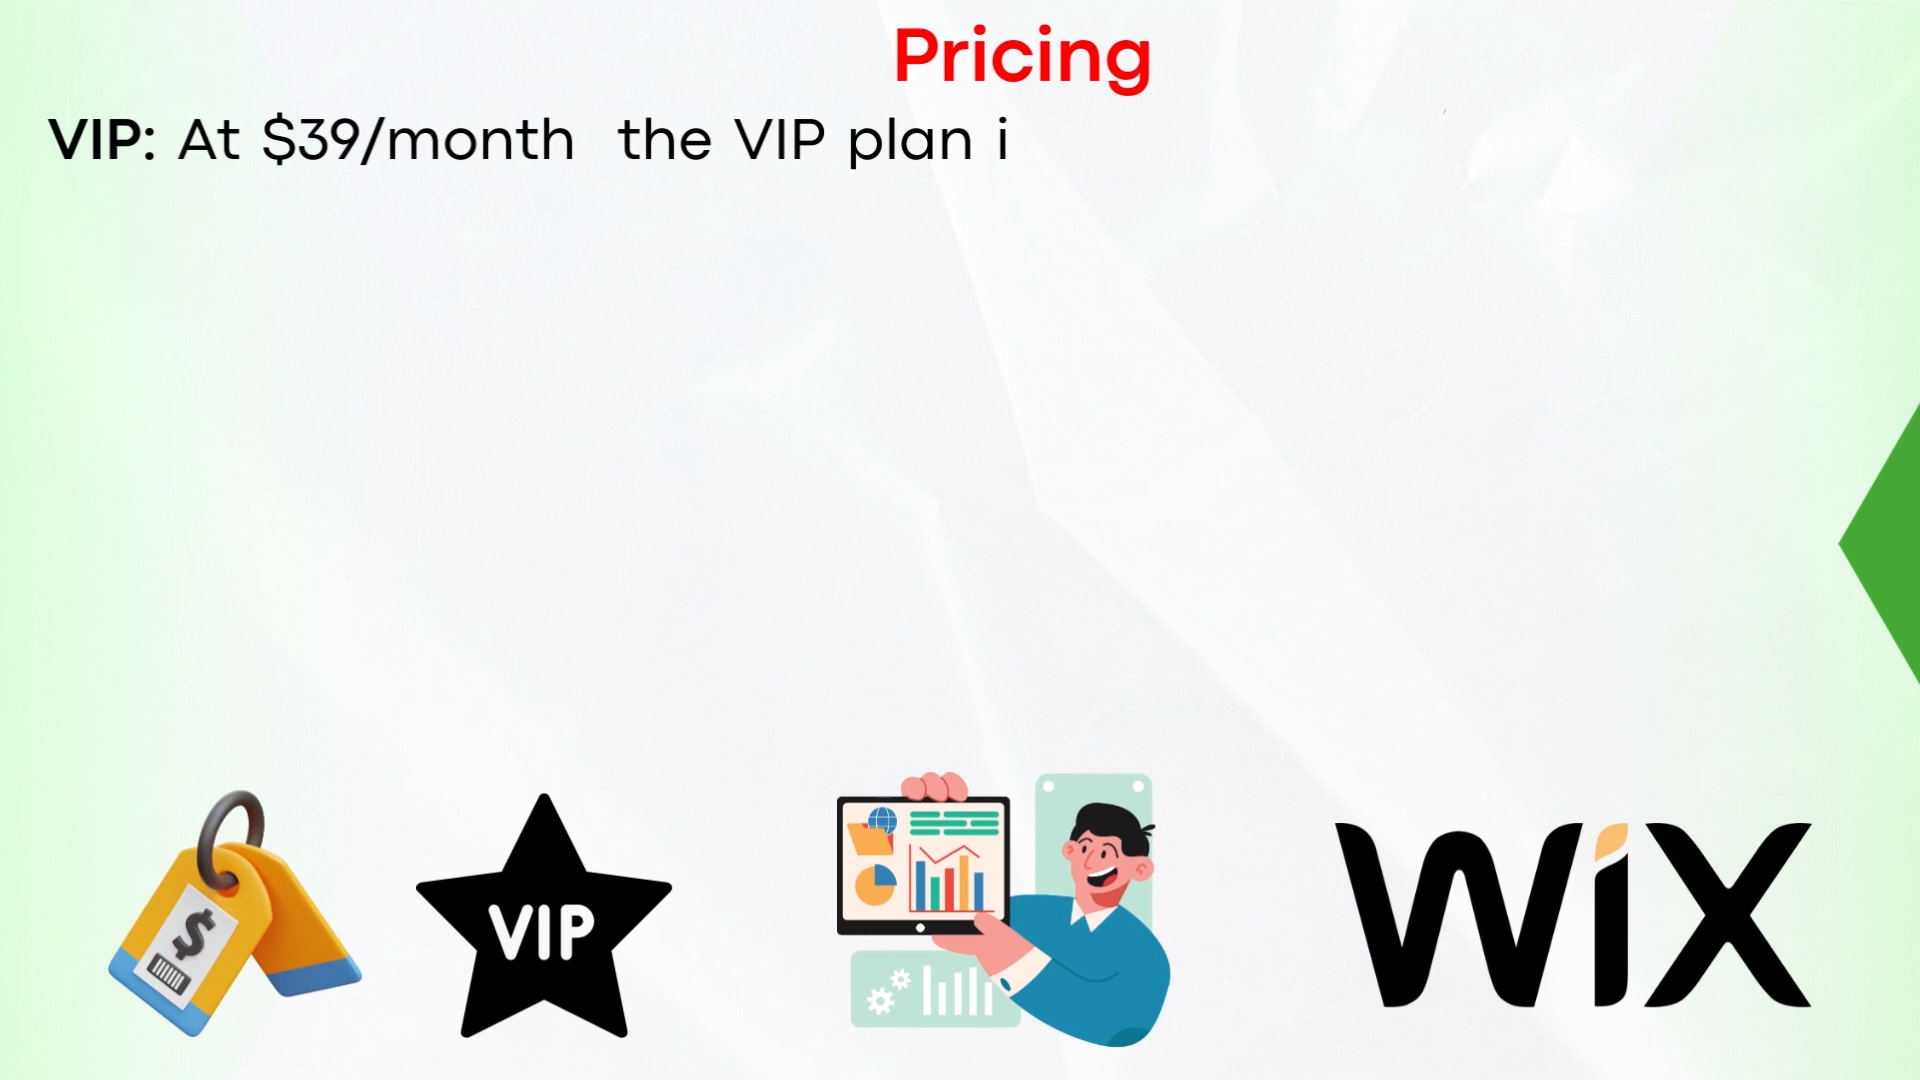 Pricing
VIP: At $39/month  the VIP plan i
$
VIP
WiX